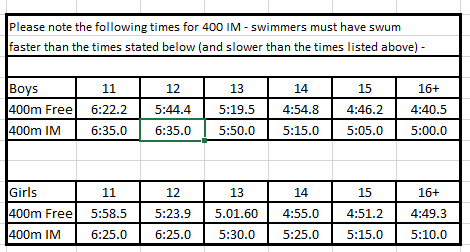 Please note the following times for 400 IM - swimmers must have swum
faster than the times stated below (and slower than the times listed above) -
Boys 11 12 13 14 15 16+
400m Free 6:22.2 5:44.4 5:19.5 4:54.8 4:46.2 4:40.5
400m IM 6:35.0 6:35.0 5:50.0 5:15.0 5:05.0 5:00.0
Girls 11 12 13 14 15 16+
400m Free 5:58.5 5:23.9 5.01.60 4:55.0 4:51.2 4:49.3
400m IM 6:25.0 6:25.0 5:30.0 5:25.0 5:15.0 5:10.0